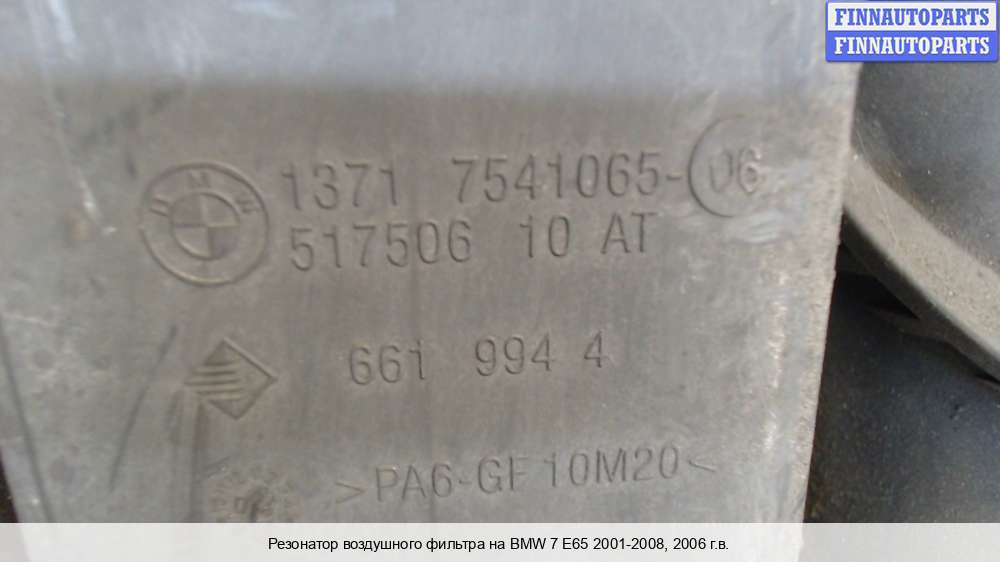 FINNAUTOPARTS
FINNAUTOPARTS
BMW
1371 7541065-06
517506 10 AT
661 994 4
>PA6-GF10M20<
Резонатор воздушного фильтра на BMW 7 E65 2001-2008, 2006 г.в.